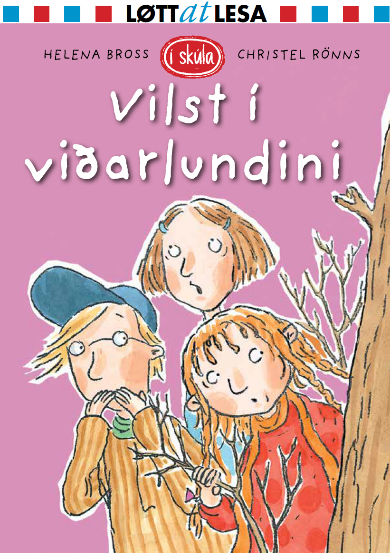 LØTT at LESA
HELENA BROSS í skúla CHRISTEL RÖNNS
Vilst í
viðarlundini